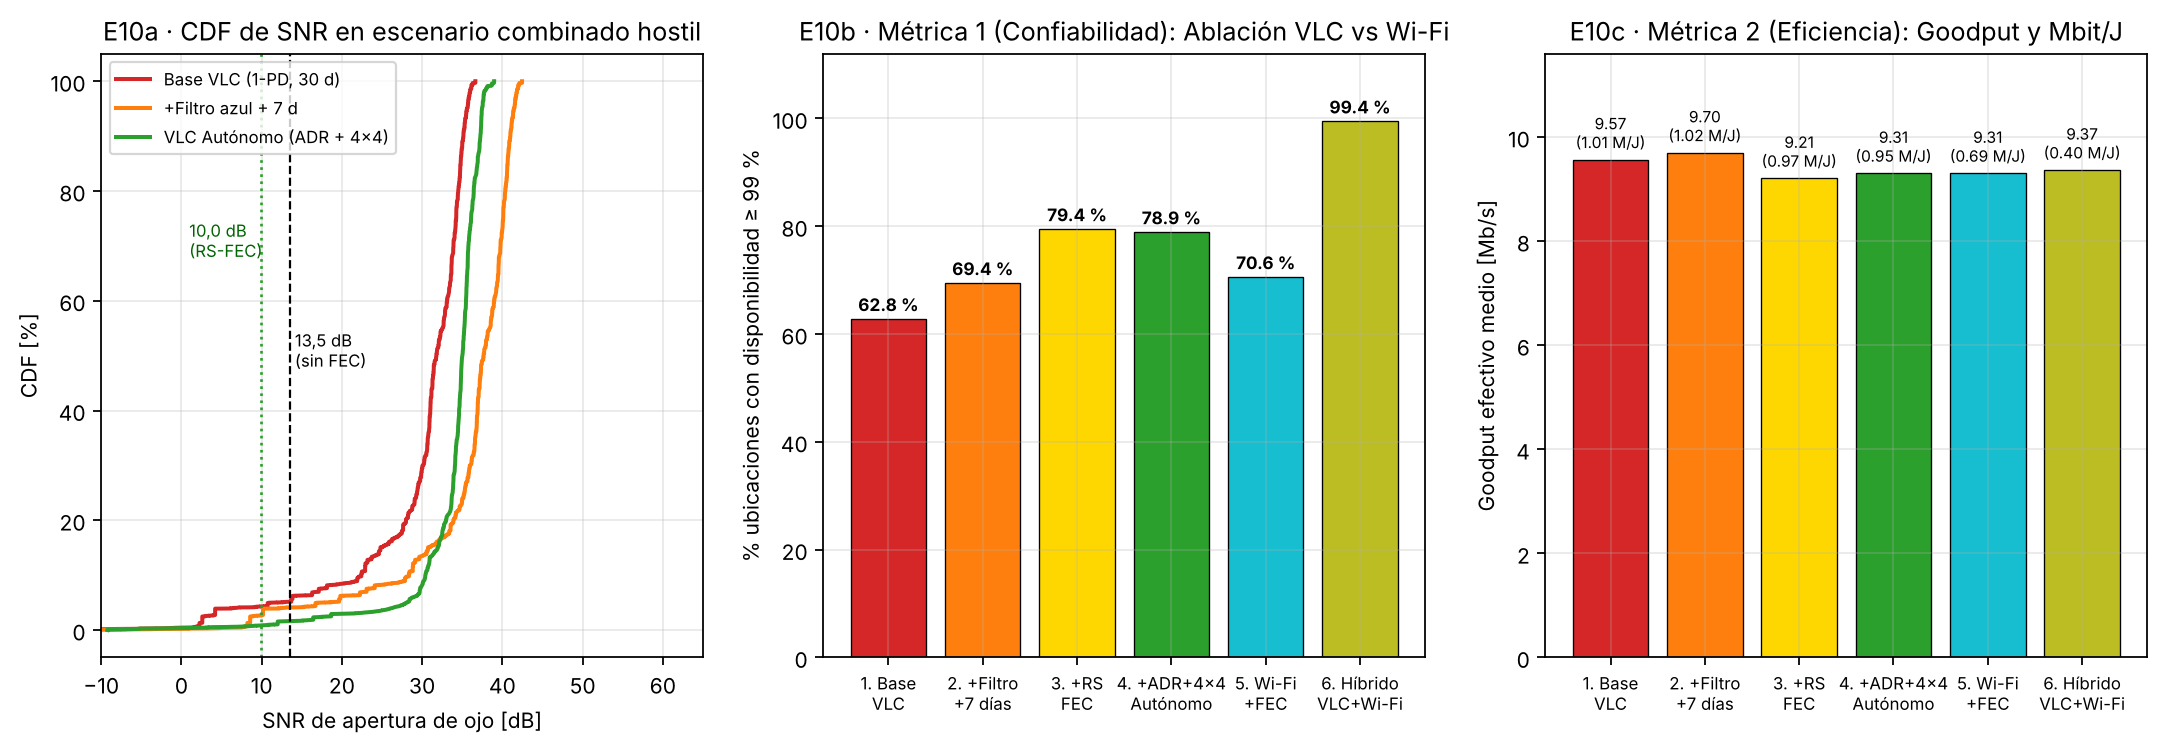 E10a · CDF de SNR en escenario combinado hostil
CDF [%]
100
80
60
40
20
0
Base VLC (1-PD, 30 d)
+Filtro azul + 7 d
VLC Autónomo (ADR + 4×4)
10,0 dB
(RS-FEC)
13,5 dB
(sin FEC)
−10
0
10
20
30
40
50
60
SNR de apertura de ojo [dB]
E10b · Métrica 1 (Confiabilidad): Ablación VLC vs Wi-Fi
% ubicaciones con disponibilidad ≥ 99 %
100
80
60
40
20
0
62.8 %
69.4 %
79.4 %
78.9 %
70.6 %
99.4 %
1. Base
VLC
2. +Filtro
+7 días
3. +RS
FEC
4. +ADR+4×4
Autónomo
5. Wi-Fi
+FEC
6. Híbrido
VLC+Wi-Fi
E10c · Métrica 2 (Eficiencia): Goodput y Mbit/J
Goodput efectivo medio [Mb/s]
10
8
6
4
2
0
9.57
(1.01 M/J)
9.70
(1.02 M/J)
9.21
(0.97 M/J)
9.31
(0.95 M/J)
9.31
(0.69 M/J)
9.37
(0.40 M/J)
1. Base
VLC
2. +Filtro
+7 días
3. +RS
FEC
4. +ADR+4×4
Autónomo
5. Wi-Fi
+FEC
6. Híbrido
VLC+Wi-Fi